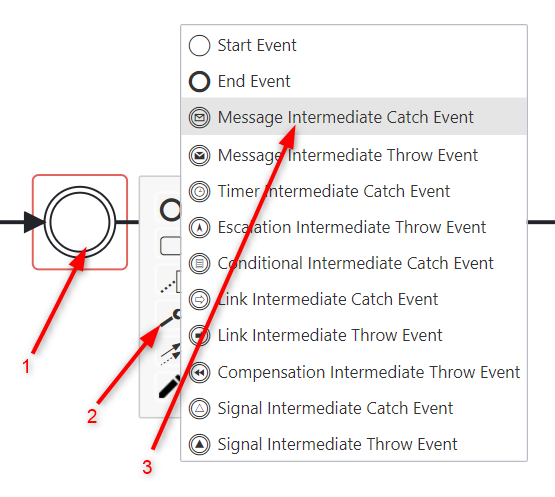 Start Event
End Event
Message Intermediate Catch Event
Message Intermediate Throw Event
Timer Intermediate Catch Event
Escalation Intermediate Throw Event
Conditional Intermediate Catch Event
Link Intermediate Catch Event
Link Intermediate Throw Event
Compensation Intermediate Throw Event
Signal Intermediate Catch Event
Signal Intermediate Throw Event
1
2
3